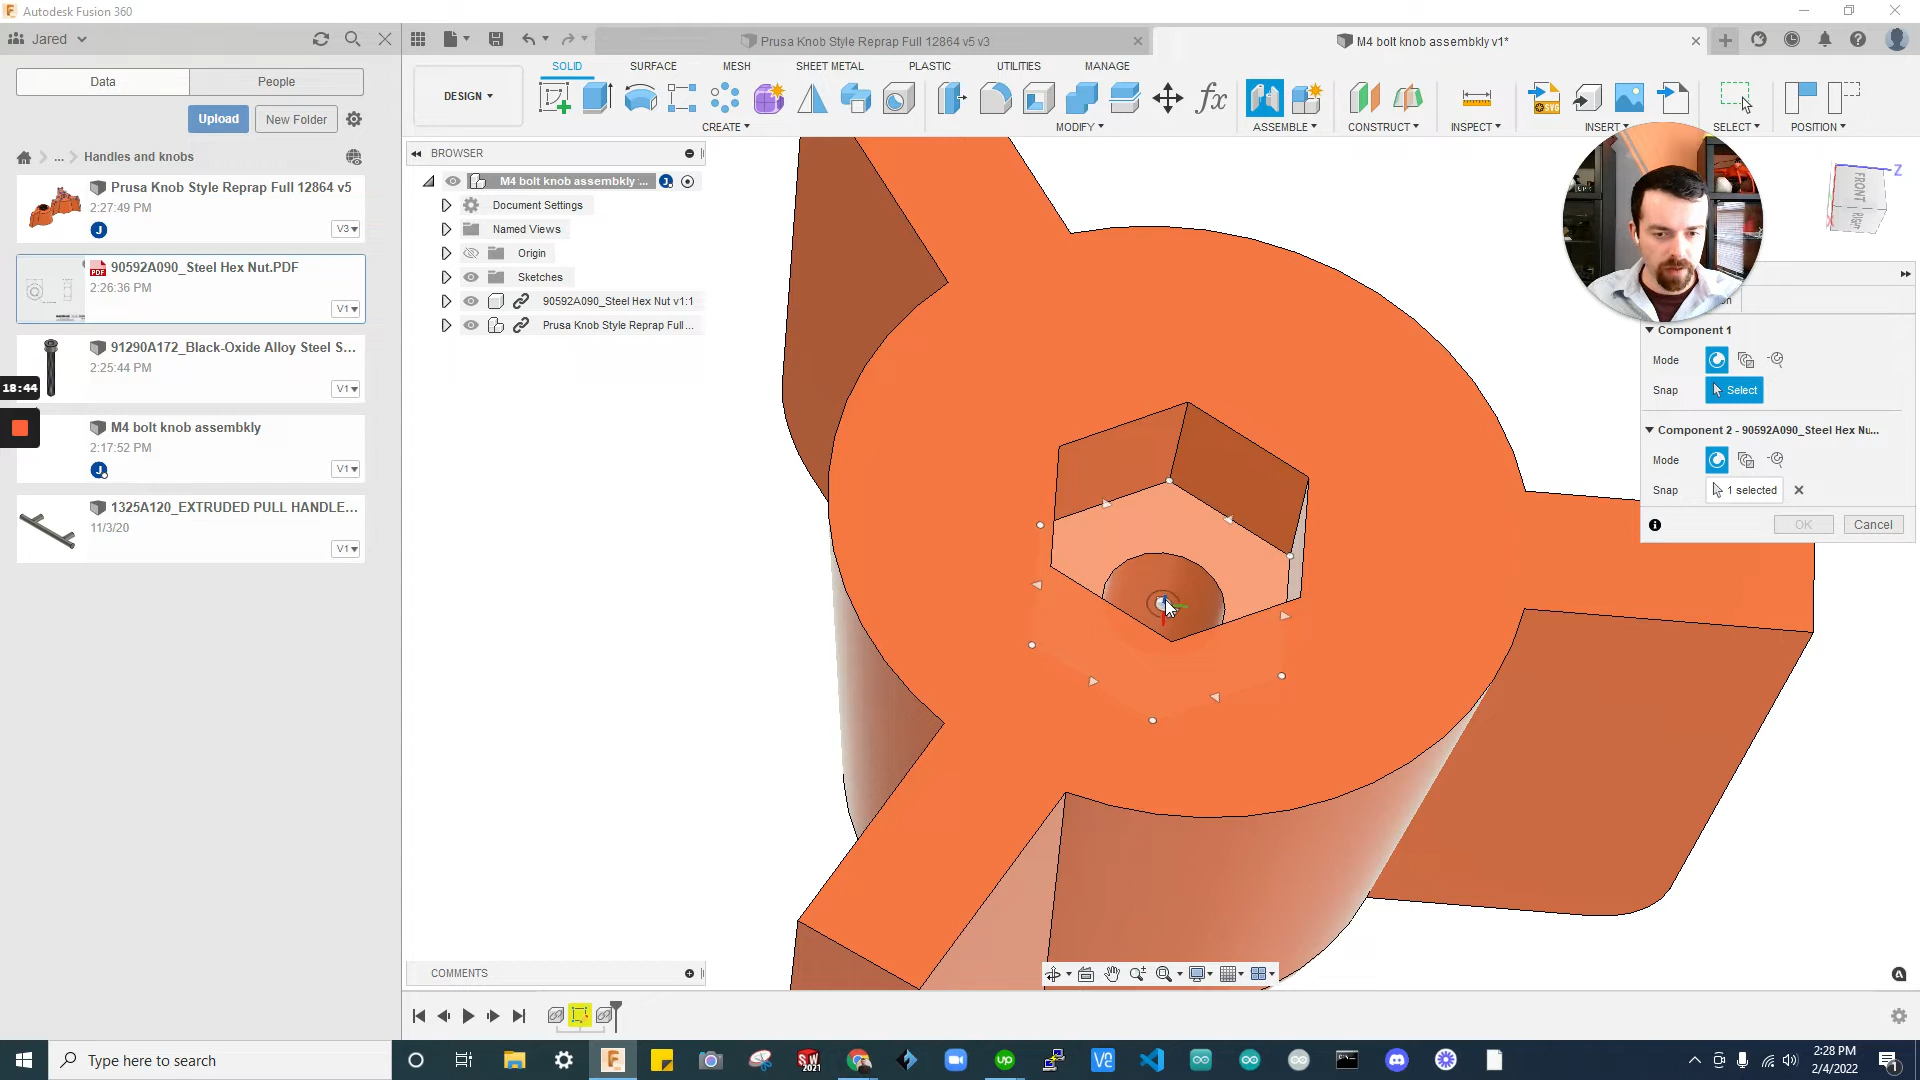 Autodesk Fusion 360
Jared
Prusa Knob Style Reprap Full 12864 v5 v3
M4 bolt knob assembkly v1*
Data
People
Upload
New Folder
... Handles and knobs
Prusa Knob Style Reprap Full 12864 v5
2:27:49 PM
J
V3
PDF
90592A090_Steel Hex Nut.PDF
2:26:36 PM
V1
91290A172_Black-Oxide Alloy Steel S...
2:25:44 PM
V1
M4 bolt knob assembkly
2:17:52 PM
J
V1
1325A120_EXTRUDED PULL HANDLE...
11/3/20
V1
18:44
DESIGN
SOLID
SURFACE
MESH
SHEET METAL
PLASTIC
UTILITIES
MANAGE
CREATE
MODIFY
ASSEMBLE
CONSTRUCT
INSPECT
INSERT
SELECT
POSITION
BROWSER
M4 bolt knob assembkly ...
Document Settings
Named Views
Origin
Sketches
90592A090_Steel Hex Nut v1:1
Prusa Knob Style Reprap Full ...
FRONT
RIGHT
Z
Component 1
Mode
Snap
Select
Component 2 - 90592A090_Steel Hex Nu...
Mode
Snap
1 selected
OK
Cancel
COMMENTS
Type here to search
2:28 PM
2/4/2022